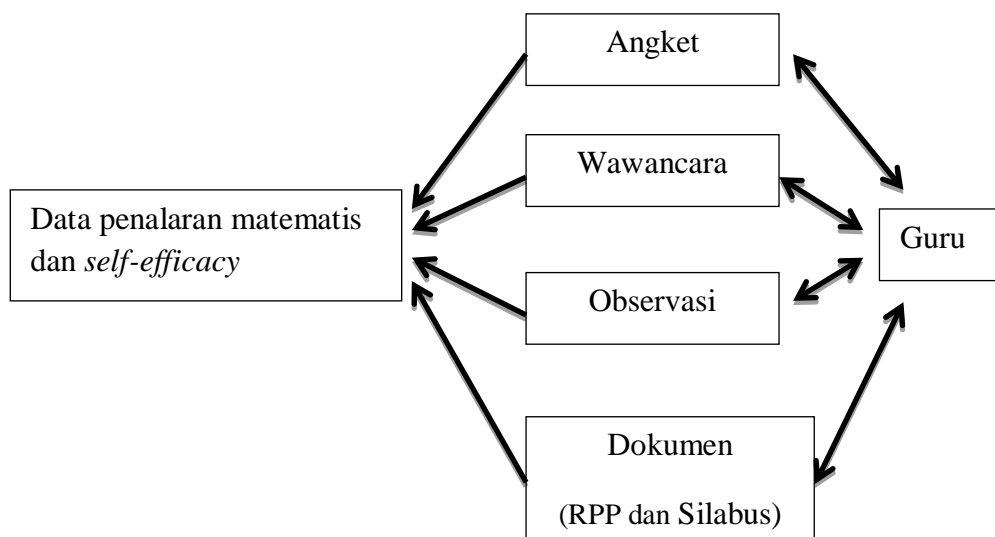 Angket
Wawancara
Data penalaran matematis
dan self-efficacy
Guru
Observasi
Dokumen
(RPP dan Silabus)